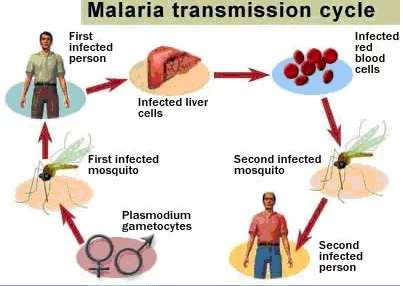 Malaria transmission cycle
First
infected
person
Infected liver
cells
Infected
red
blood
cells
First infected
mosquito
Second infected
mosquito
Plasmodium
gametocytes
Second
infected
person